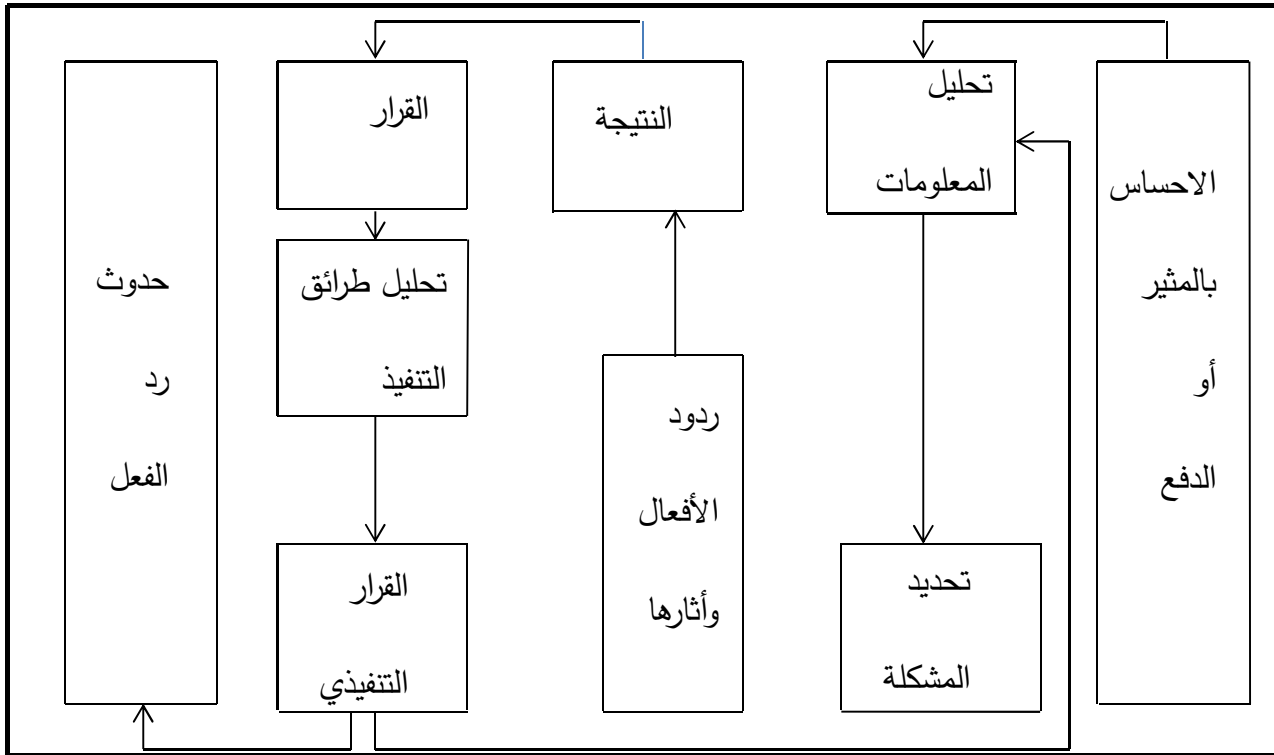 الاحساس
بالمثير
أو
الدفع
تحليل
المعلومات
تحديد
المشكلة
النتيجة
ردود
الأفعال
وأثارها
القرار
تحليل طرائق
التنفيذ
القرار
التنفيذي
حدوث
رد
الفعل